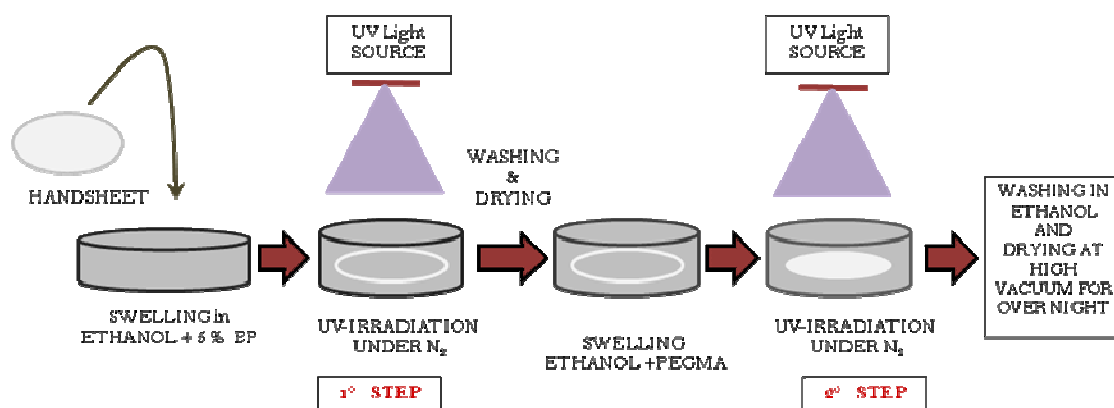 UV Light
SOURCE
UV Light
SOURCE
HANDSHEET
WASHING
&
DRYING
WASHING IN
ETHANOL
AND
DRYING AT
HIGH
VACUUM FOR
OVER NIGHT
SWELLING in
ETHANOL + 5 % BP
UV-IRRADIATION
UNDER N₂
SWELLING
ETHANOL +PEGMA
UV-IRRADIATION
UNDER N₂
1° STEP
2° STEP